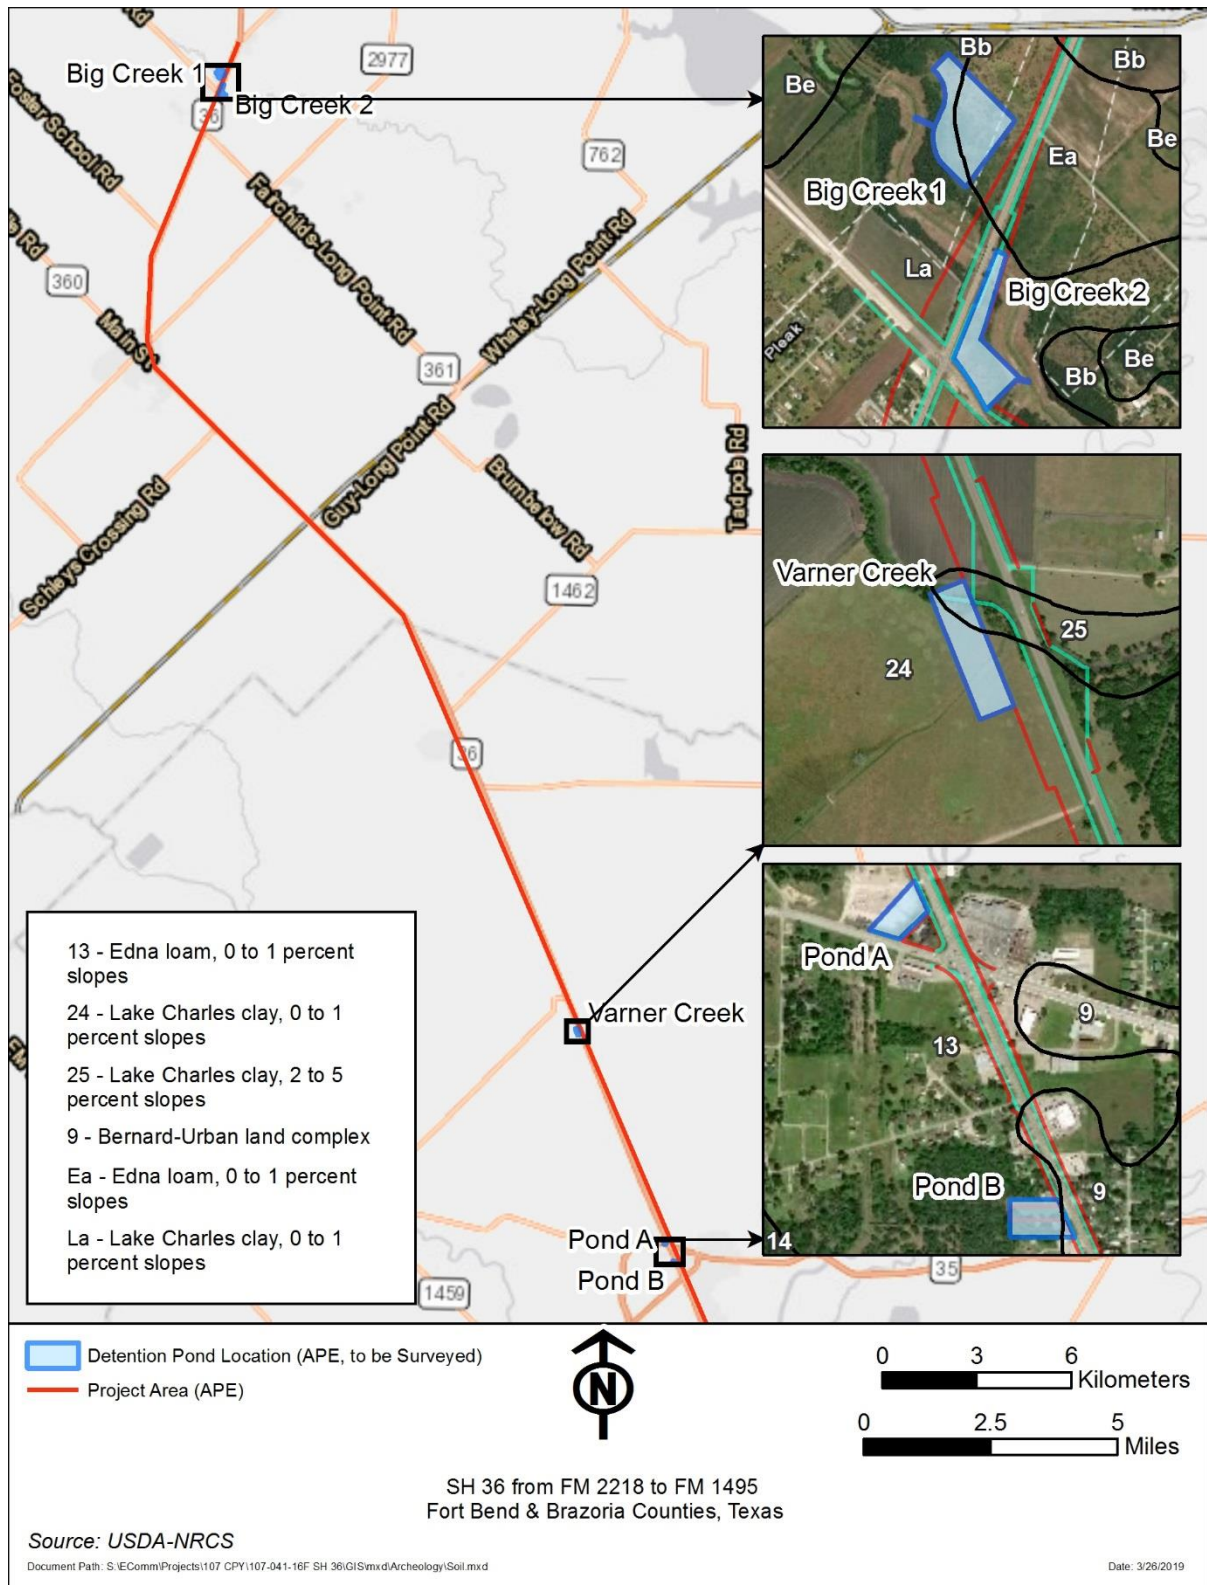 Big Creek 1
Big Creek 2
2977
36
Foster School Rd
762
Fairchilds-Long Point Rd
360
Main St
361
Whaley-Long Point Rd
Guy-Long Point Rd
Tadpole Rd
Brumbelow Rd
Schleys Crossing Rd
1462
36
Varner Creek
Pond A
Pond B
1459
35
Bb
Be
Bb
Be
Ea
Big Creek 1
La
Big Creek 2
Pleak
Bb
Be
Varner Creek
25
24
Pond A
9
13
Pond B
9
14
13 - Edna loam, 0 to 1 percent
slopes
24 - Lake Charles clay, 0 to 1
percent slopes
25 - Lake Charles clay, 2 to 5
percent slopes
9 - Bernard-Urban land complex
Ea - Edna loam, 0 to 1 percent
slopes
La - Lake Charles clay, 0 to 1
percent slopes
Detention Pond Location (APE, to be Surveyed)
Project Area (APE)
N
0 3 6
Kilometers
0 2.5 5
Miles
SH 36 from FM 2218 to FM 1495
Fort Bend & Brazoria Counties, Texas
Source: USDA-NRCS
Document Path: S:\EComm\Projects\107 CPY\107-041-16F SH 36\GIS\mxd\Archeology\Soil.mxd
Date: 3/26/2019